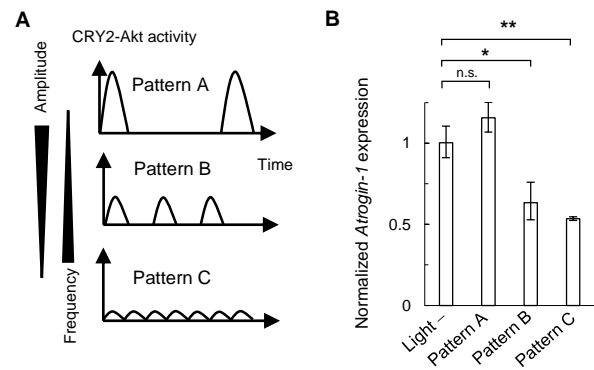 A
CRY2-Akt activity
Amplitude
Frequency
Pattern A
Time
Pattern B
Pattern C
B
**
*
n.s.
Normalized Atrogin-1 expression
1
0.5
0
Light –
Pattern A
Pattern B
Pattern C